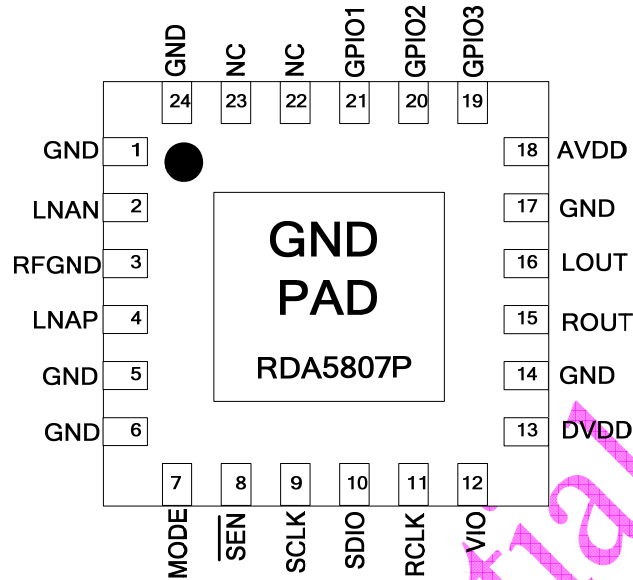 GND
NC
NC
GPIO1
GPIO2
GPIO3
24
23
22
21
20
19
GND 1
LNAN 2
RFGND 3
LNAP 4
GND 5
GND 6
GND
PAD
RDA5807P
18 AVDD
17 GND
16 LOUT
15 ROUT
14 GND
13 DVDD
7
8
9
10
11
12
MODE
SEN
SCLK
SDIO
RCLK
VIO